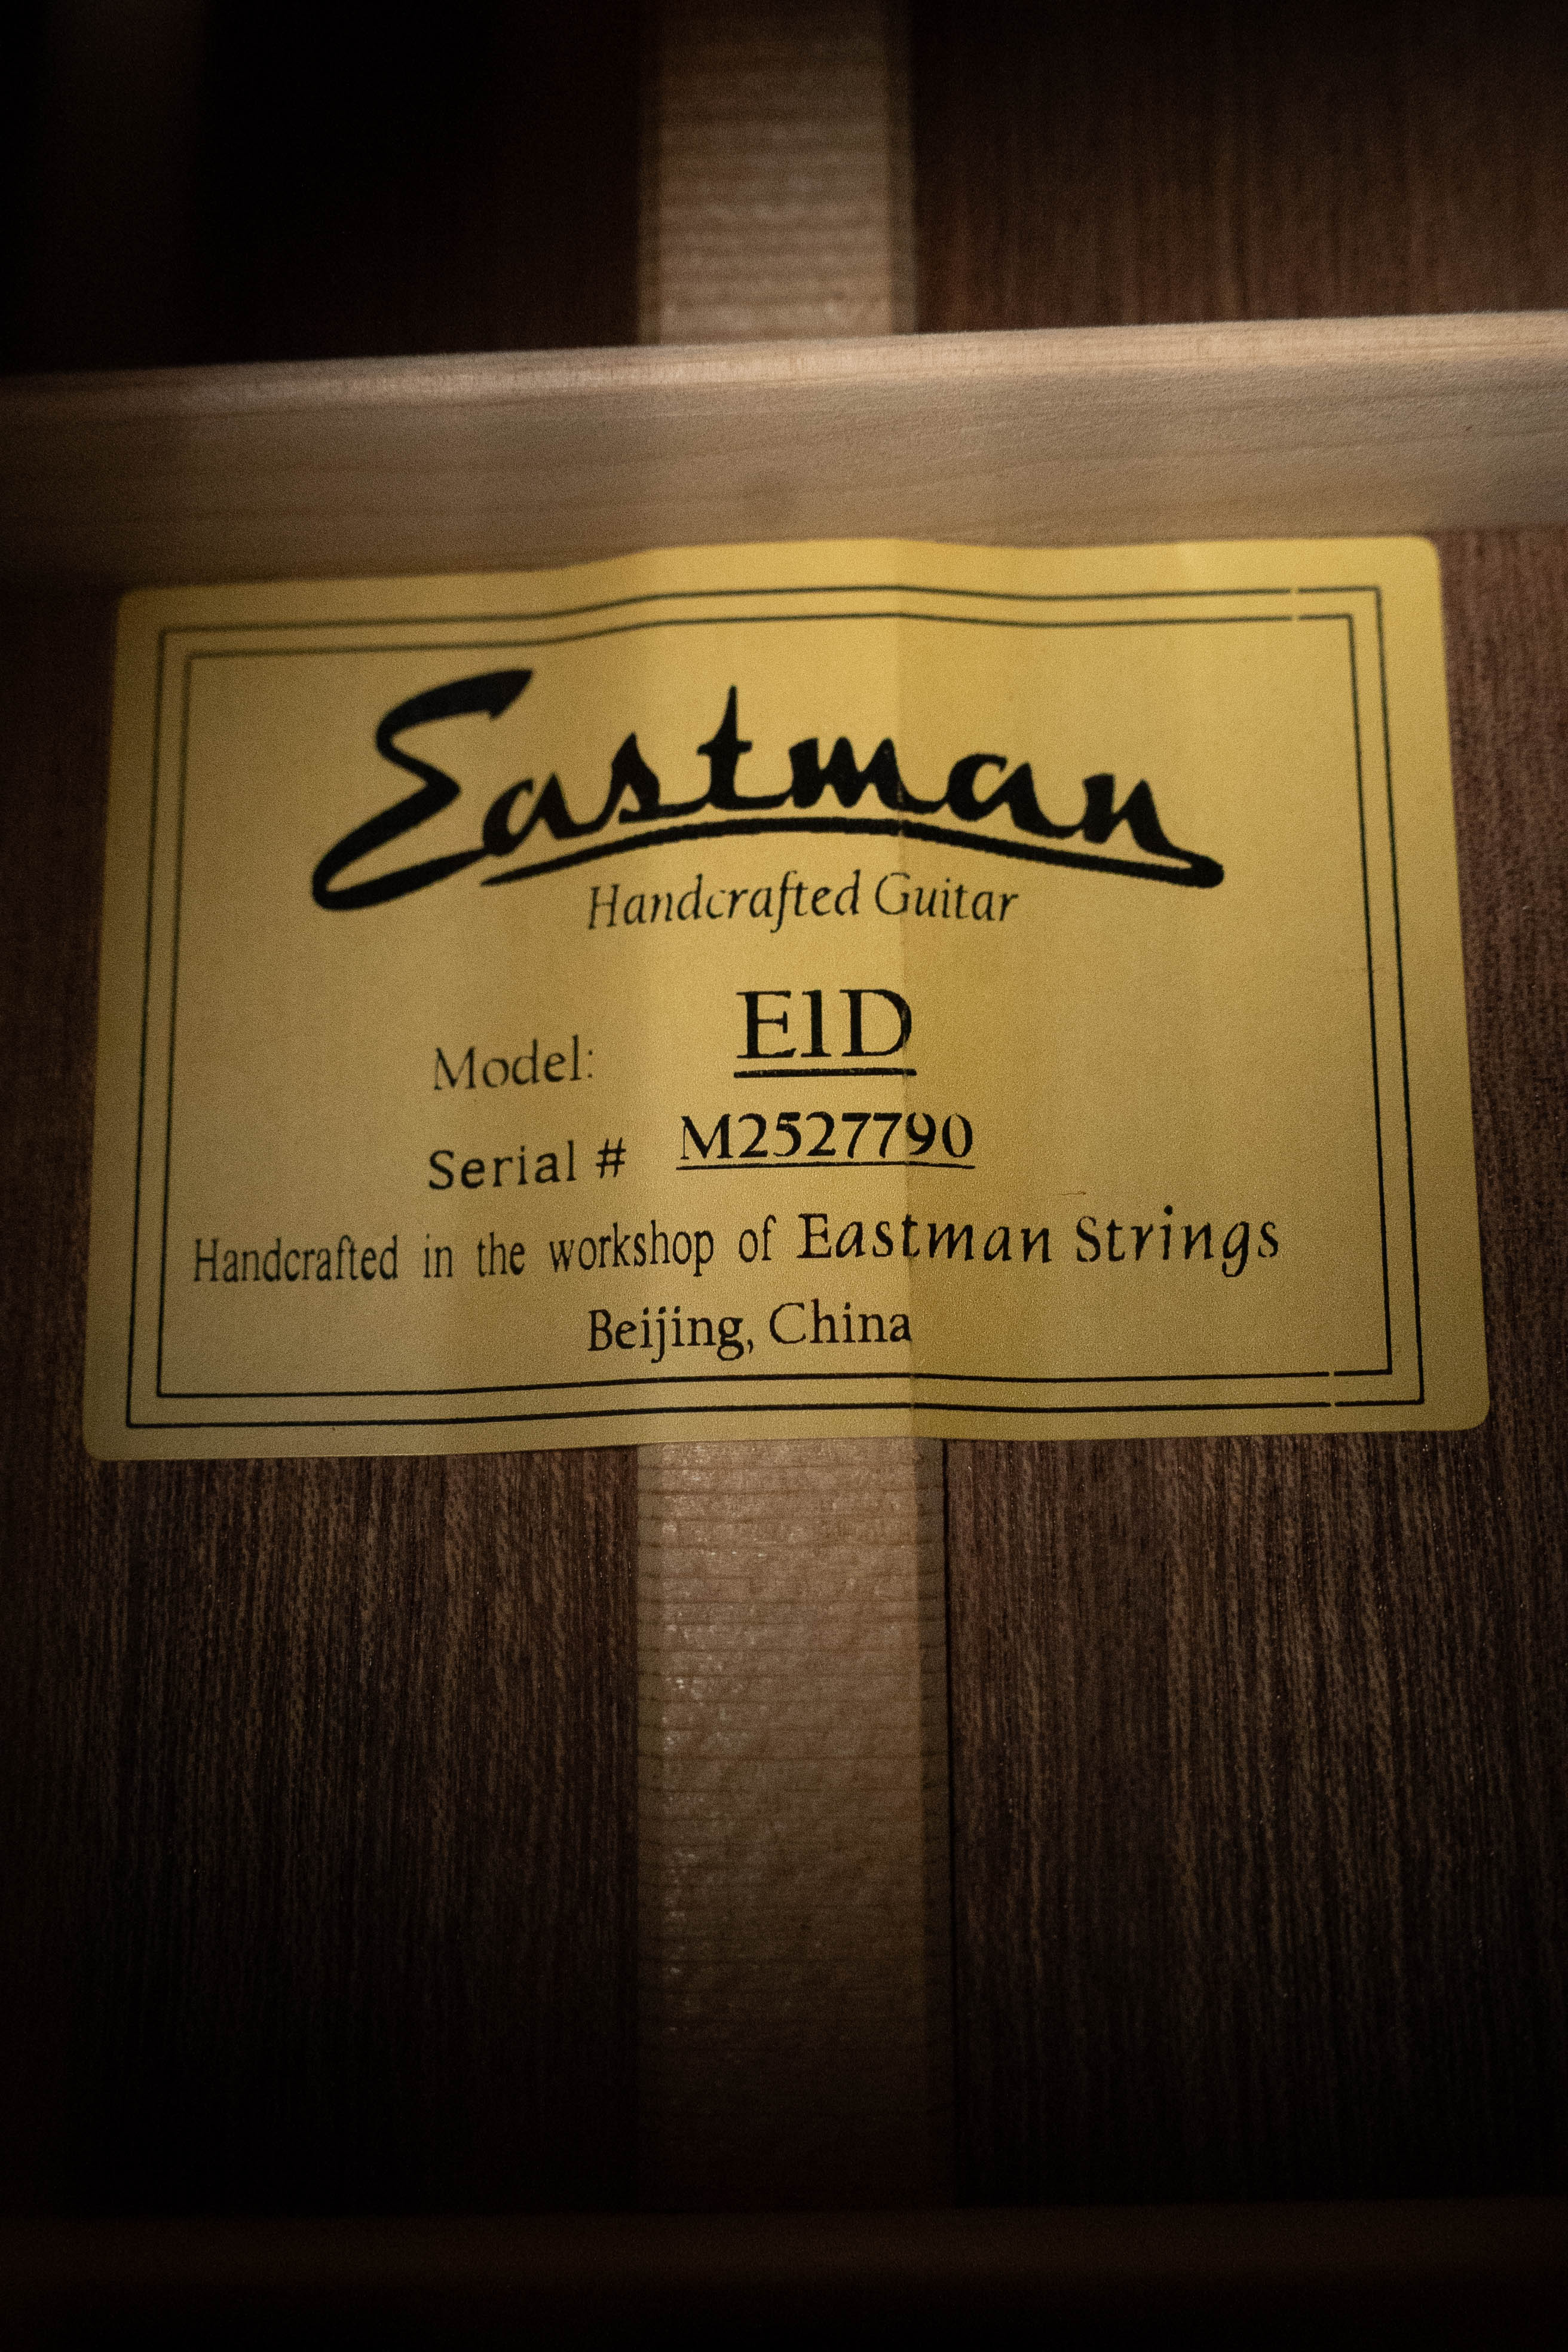 Eastman
Handcrafted Guitar
Model: E1D
Serial # M2527790
Handcrafted in the workshop of Eastman Strings
Beijing, China